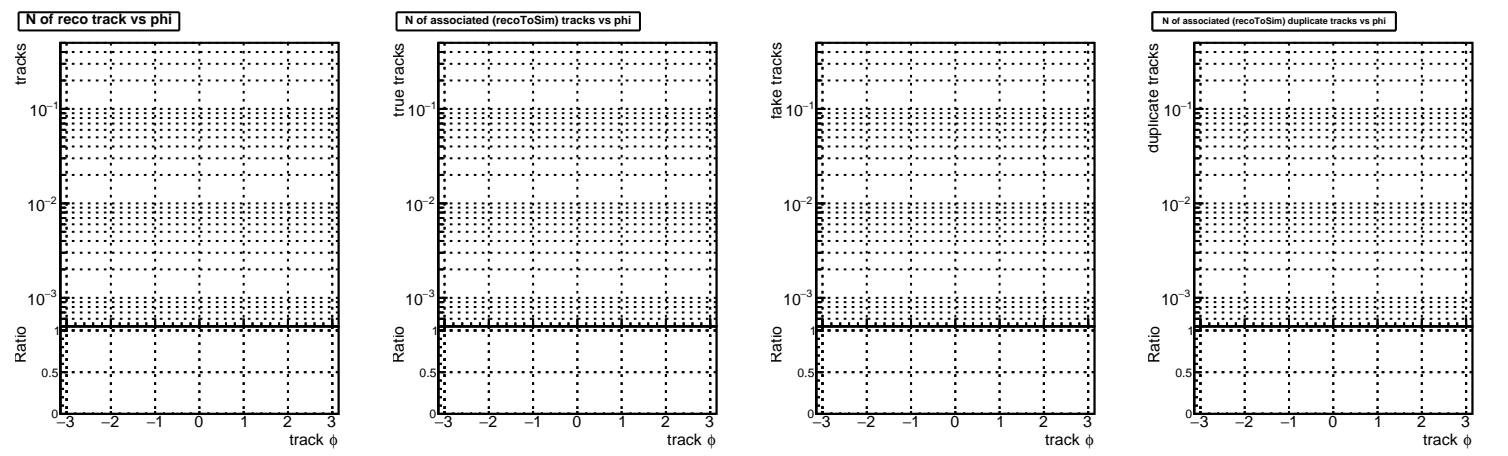 N of reco track vs phi
tracks
10⁻¹
10⁻²
10⁻³
Ratio
1
0.5
0
−3 −2 −1 0 1 2 3
track ϕ
N of associated (recoToSim) tracks vs phi
true tracks
10⁻¹
10⁻²
10⁻³
Ratio
1
0.5
0
−3 −2 −1 0 1 2 3
track ϕ
fake tracks
10⁻¹
10⁻²
10⁻³
Ratio
1
0.5
0
−3 −2 −1 0 1 2 3
track ϕ
N of associated (recoToSim) duplicate tracks vs phi
duplicate tracks
10⁻¹
10⁻²
10⁻³
Ratio
1
0.5
0
−3 −2 −1 0 1 2 3
track ϕ